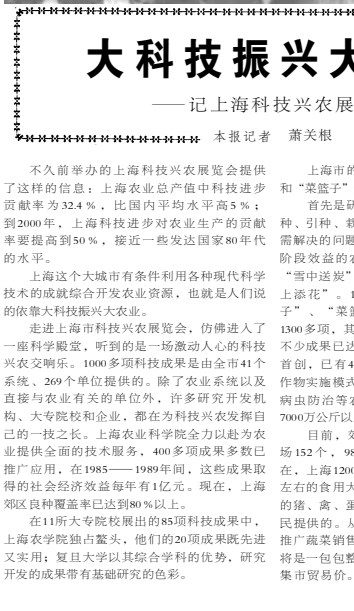 大科技振兴大
——记上海科技兴农展
本报记者 萧关根
不久前举办的上海科技兴农展览会提供
了这样的信息：上海农业总产值中科技进步
贡献率为32.4％，比国内平均水平高5％；
到2000年，上海科技进步对农业生产的贡献
率要提高到50％，接近一些发达国家80年代
的水平。
上海这个大城市有条件利用各种现代科学
技术的成就综合开发农业资源，也就是人们说
的依靠大科技振兴大农业。
走进上海市科技兴农展览会，仿佛进入了
一座科学殿堂，听到的是一场激动人心的科技
兴农交响乐。1000多项科技成果是由全市41个
系统、269个单位提供的。除了农业系统以及
直接与农业有关的单位外，许多研究开发机
构、大专院校和企业，都在为科技兴农发挥自
己的一技之长。上海农业科学院全力以赴为农
业提供全面的技术服务，400多项成果多数已
推广应用，在1985——1989年间，这些成果取
得的社会经济效益每年有1亿元。现在，上海
郊区良种覆盖率已达到80％以上。
在11所大专院校展出的85项科技成果中，
上海农学院独占鳌头，他们的20项成果既先进
又实用；复旦大学以其综合学科的优势，研究
开发的成果带有基础研究的色彩。
上海市的
和“菜篮子”
首先是研
种、引种、栽
需解决的问题
阶段效益的农
“雪中送炭”
上添花”。1
子”、“菜篮
1300多项，其
不少成果已达
首创，已有4
作物实施模式
病虫防治等农
7000万公斤以
目前，郊
场152个，98
在，上海1200
左右的食用大
的猪、禽、蛋
民提供的。从
推广蔬菜销售
将是一包包整
集市贸易价。